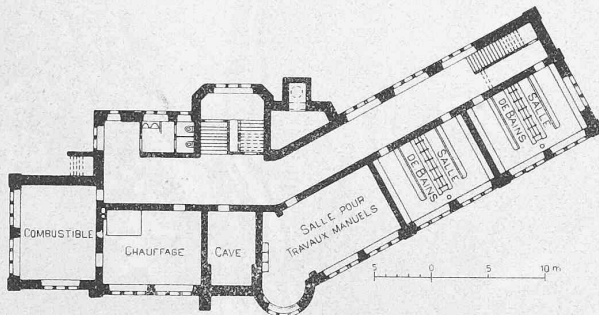 SALLE
DE BAINS
SALLE
DE BAINS
SALLE POUR
TRAVAUX MANUELS
COMBUSTIBLE
CHAUFFAGE
CAVE
5 0 5 10 m.